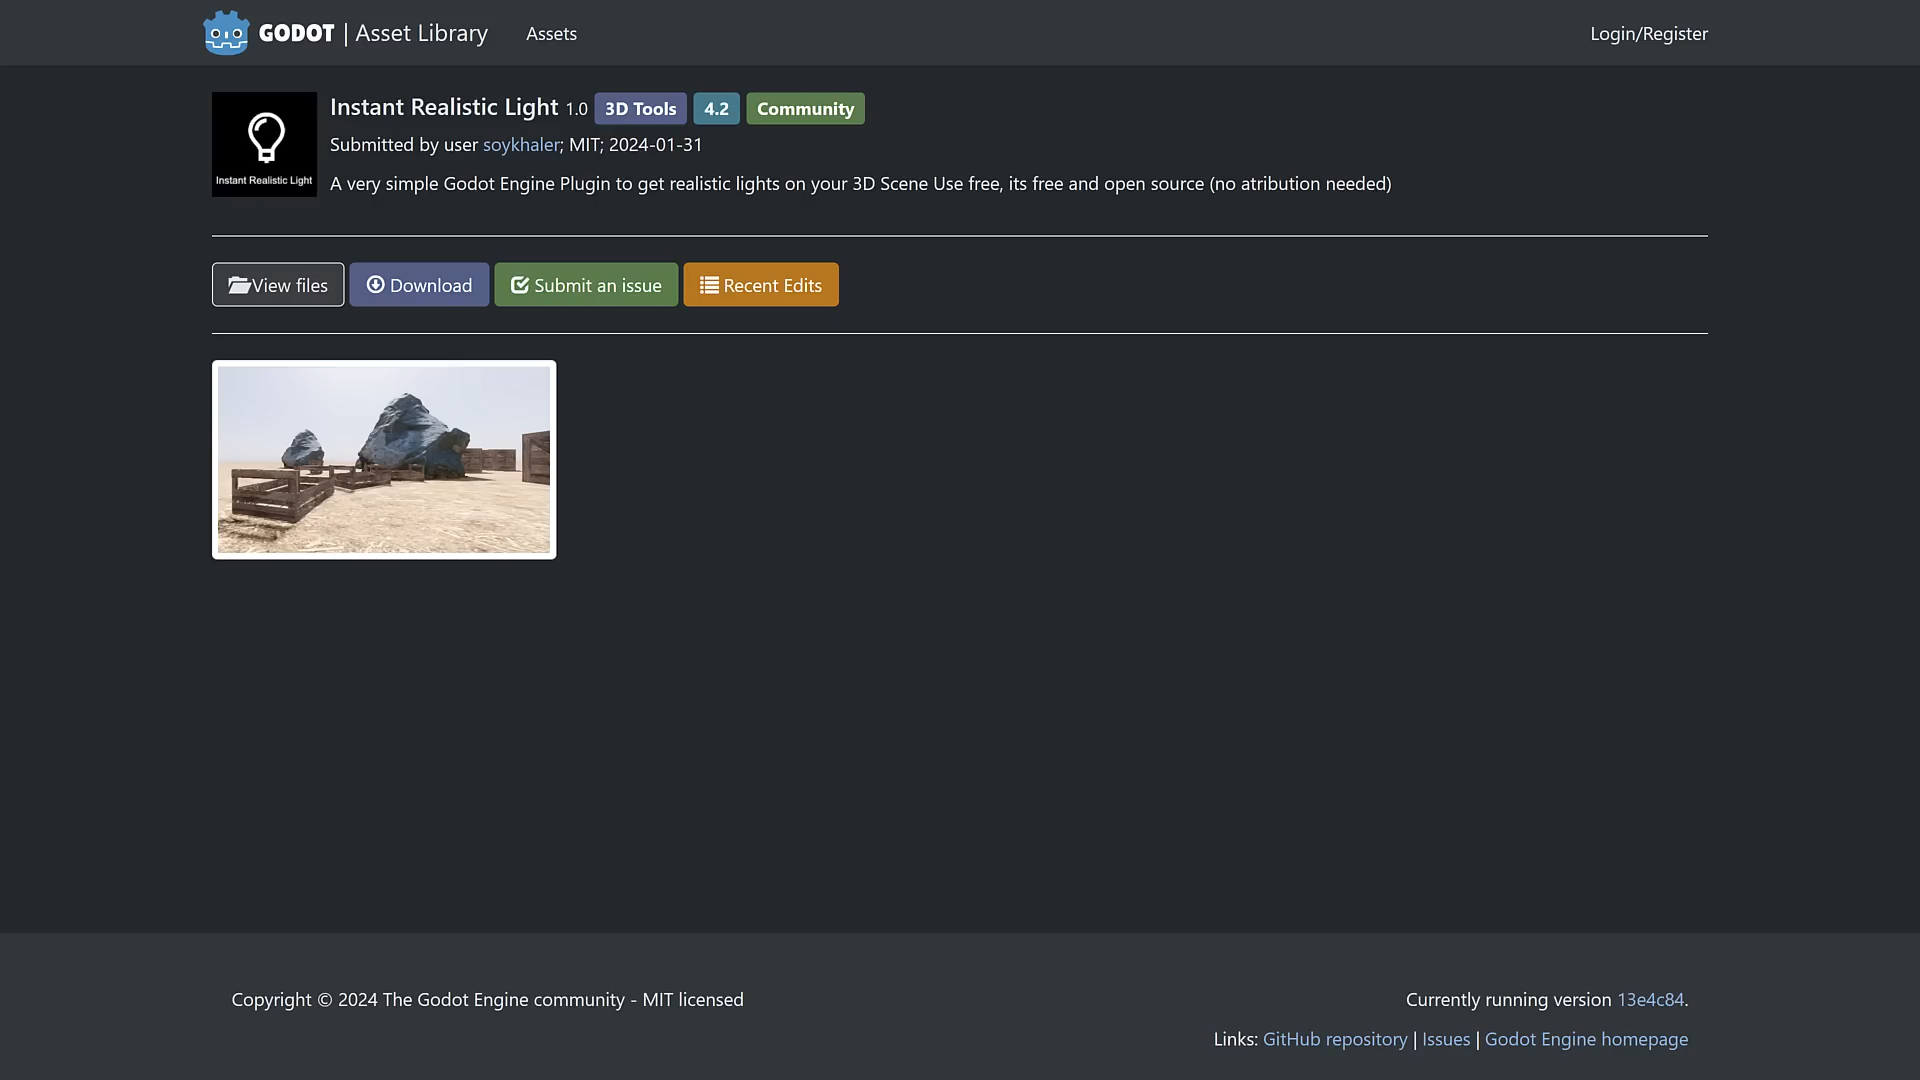 GODOT | Asset Library Assets Login/Register
Instant Realistic Light 1.0 3D Tools 4.2 Community
Submitted by user soykhaler; MIT; 2024-01-31
Instant Realistic Light
A very simple Godot Engine Plugin to get realistic lights on your 3D Scene Use free, its free and open source (no atribution needed)
View files Download Submit an issue Recent Edits
Copyright © 2024 The Godot Engine community - MIT licensed
Currently running version 13e4c84.
Links: GitHub repository | Issues | Godot Engine homepage